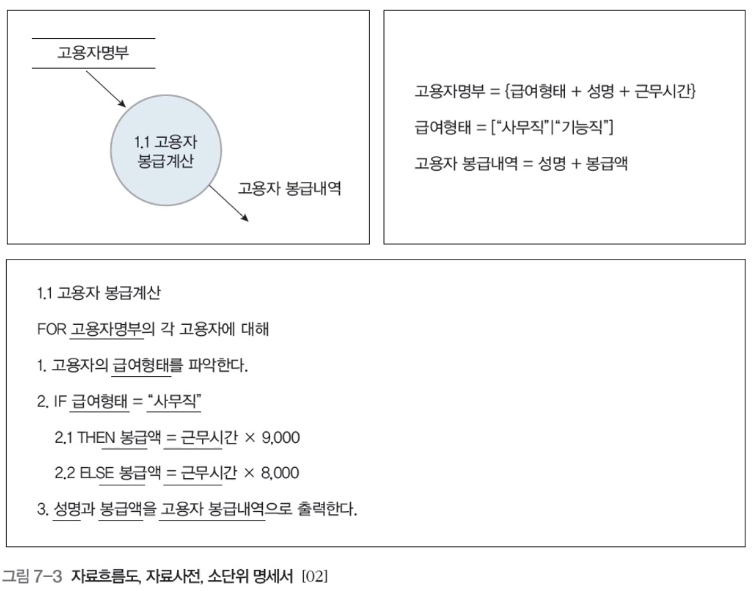 고용자명부
1.1 고용자
봉급계산
고용자 봉급내역
고용자명부 = {급여형태 + 성명 + 근무시간}
급여형태 = [“사무직”|“기능직”]
고용자 봉급내역 = 성명 + 봉급액
1.1 고용자 봉급계산
FOR 고용자명부의 각 고용자에 대해
1. 고용자의 급여형태를 파악한다.
2. IF 급여형태 = “사무직”
2.1 THEN 봉급액 = 근무시간 × 9,000
2.2 ELSE 봉급액 = 근무시간 × 8,000
3. 성명과 봉급액을 고용자 봉급내역으로 출력한다.
그림 7-3 자료흐름도, 자료사전, 소단위 명세서 [02]